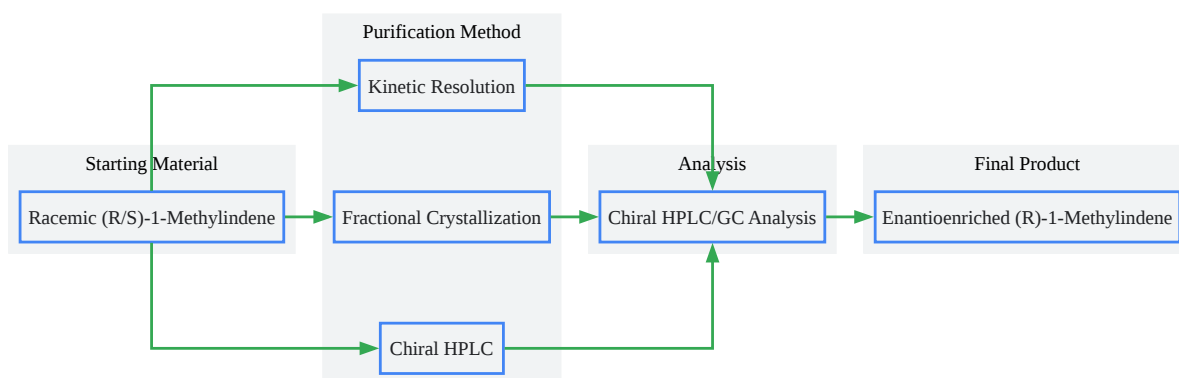 Purification Method
Kinetic Resolution
Starting Material
Racemic (R/S)-1-Methylindene
Fractional Crystallization
Analysis
Chiral HPLC/GC Analysis
Final Product
Enantioenriched (R)-1-Methylindene
Chiral HPLC